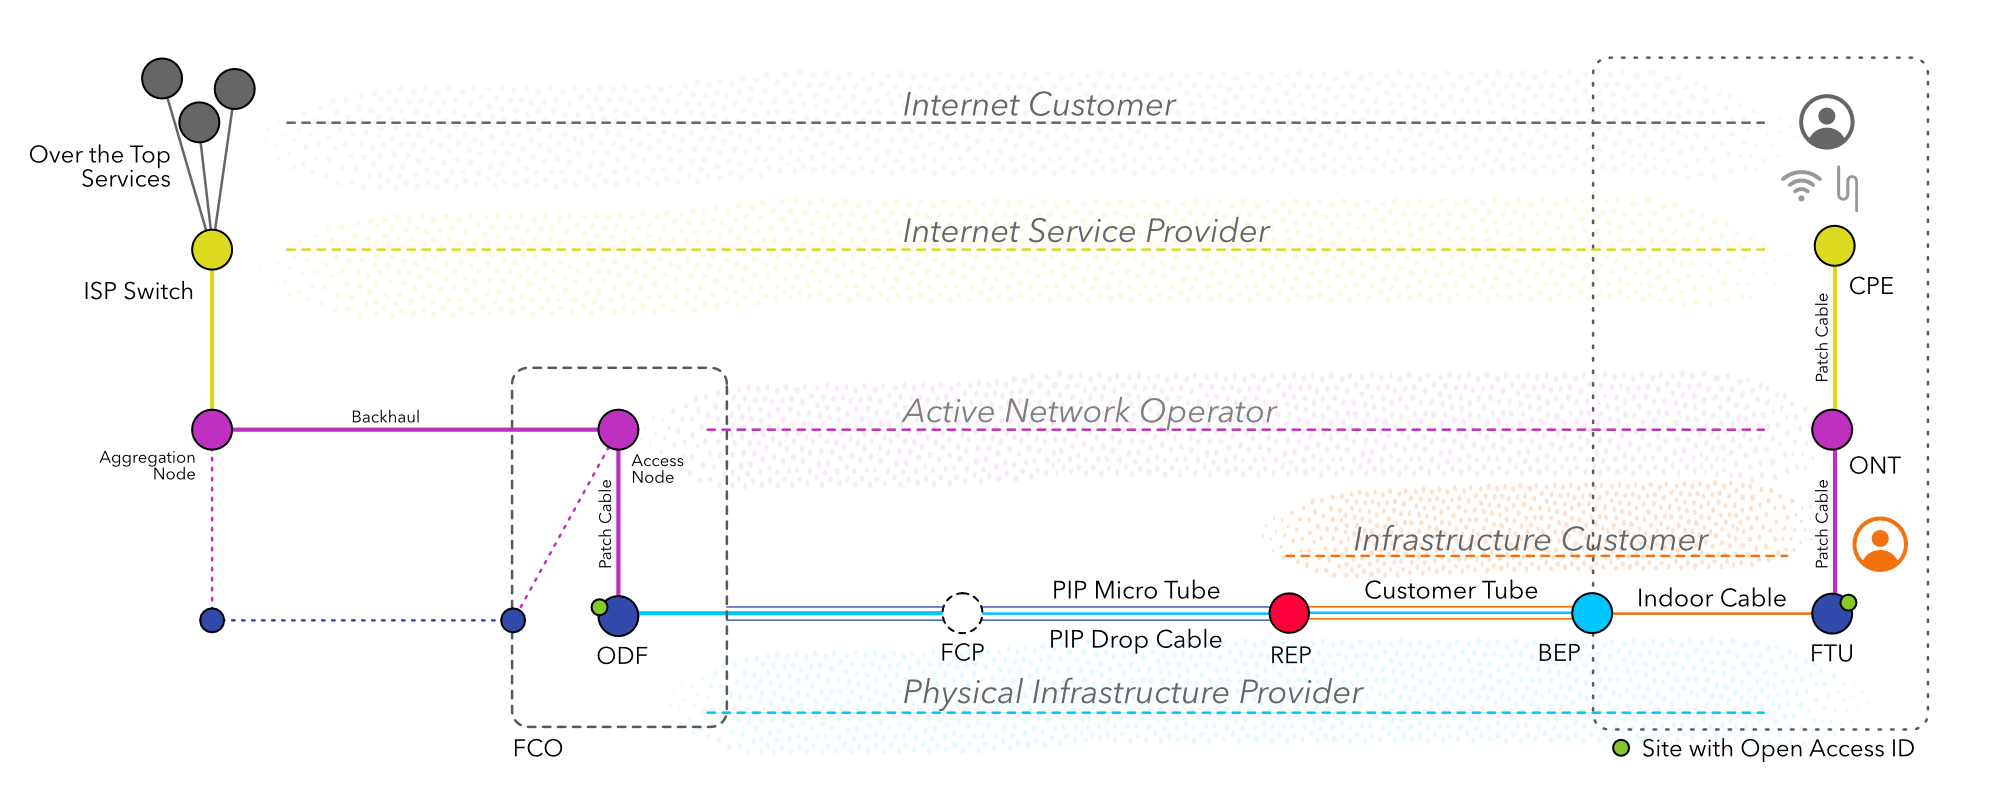 Internet Customer
Over the Top
Services
Internet Service Provider
ISP Switch
CPE
Patch Cable
Active Network Operator
Backhaul
Aggregation
Node
Access
Node
ONT
Patch Cable
Patch Cable
Infrastructure Customer
PIP Micro Tube
Customer Tube
Indoor Cable
PIP Drop Cable
ODF
FCP
REP
BEP
FTU
Physical Infrastructure Provider
FCO
Site with Open Access ID